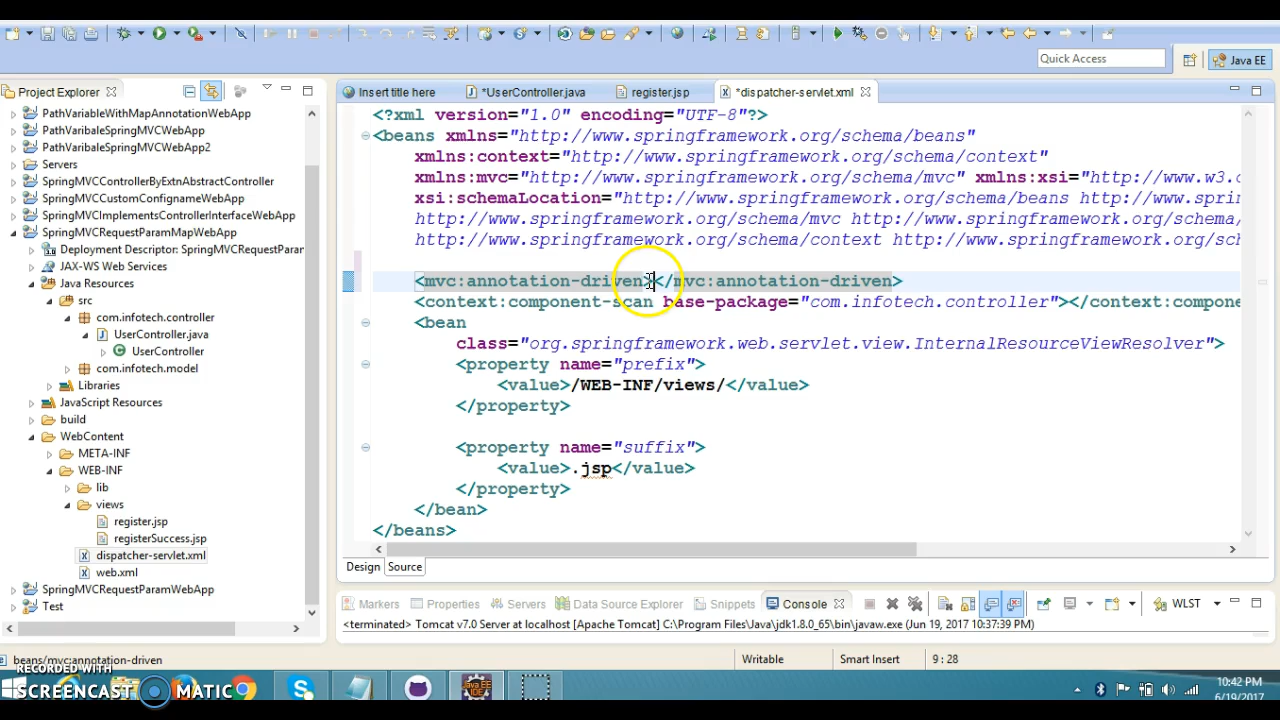 Quick Access
Java EE
Project Explorer
PathVariableWithMapAnnotationWebApp
PathVaribaleSpringMVCWebApp
PathVaribaleSpringMVCWebApp2
Servers
SpringMVCControllerByExtnAbstractController
SpringMVCCustomConfignameWebApp
SpringMVCImplementsControllerInterfaceWebApp
SpringMVCRequestParamMapWebApp
Deployment Descriptor: SpringMVCRequestParam
JAX-WS Web Services
Java Resources
src
com.infotech.controller
UserController.java
UserController
com.infotech.model
Libraries
JavaScript Resources
build
WebContent
META-INF
WEB-INF
lib
views
register.jsp
registerSuccess.jsp
dispatcher-servlet.xml
web.xml
SpringMVCRequestParamWebApp
Test
Insert title here
*UserController.java
register.jsp
*dispatcher-servlet.xml
<?xml version="1.0" encoding="UTF-8"?>
<beans xmlns="http://www.springframework.org/schema/beans"
xmlns:context="http://www.springframework.org/schema/context"
xmlns:mvc="http://www.springframework.org/schema/mvc" xmlns:xsi="http://www.w3.o
xsi:schemaLocation="http://www.springframework.org/schema/beans http://www.sprin
http://www.springframework.org/schema/mvc http://www.springframework.org/schema/
http://www.springframework.org/schema/context http://www.springframework.org/sch
<mvc:annotation-driven></mvc:annotation-driven>
<context:component-scan base-package="com.infotech.controller"></context:compone
<bean
class="org.springframework.web.servlet.view.InternalResourceViewResolver">
<property name="prefix">
<value>/WEB-INF/views/</value>
</property>
<property name="suffix">
<value>.jsp</value>
</property>
</bean>
</beans>
Design Source
Markers Properties Servers Data Source Explorer Snippets Console WLST
<terminated> Tomcat v7.0 Server at localhost [Apache Tomcat] C:\Program Files\Java\jdk1.8.0_65\bin\javaw.exe (Jun 19, 2017 10:37:39 PM)
beans/mvc:annotation-driven
Writable
Smart Insert
9 : 28
RECORDED WITH
SCREENCAST MATIC
Java EE
IDE
10:42 PM
6/19/2017